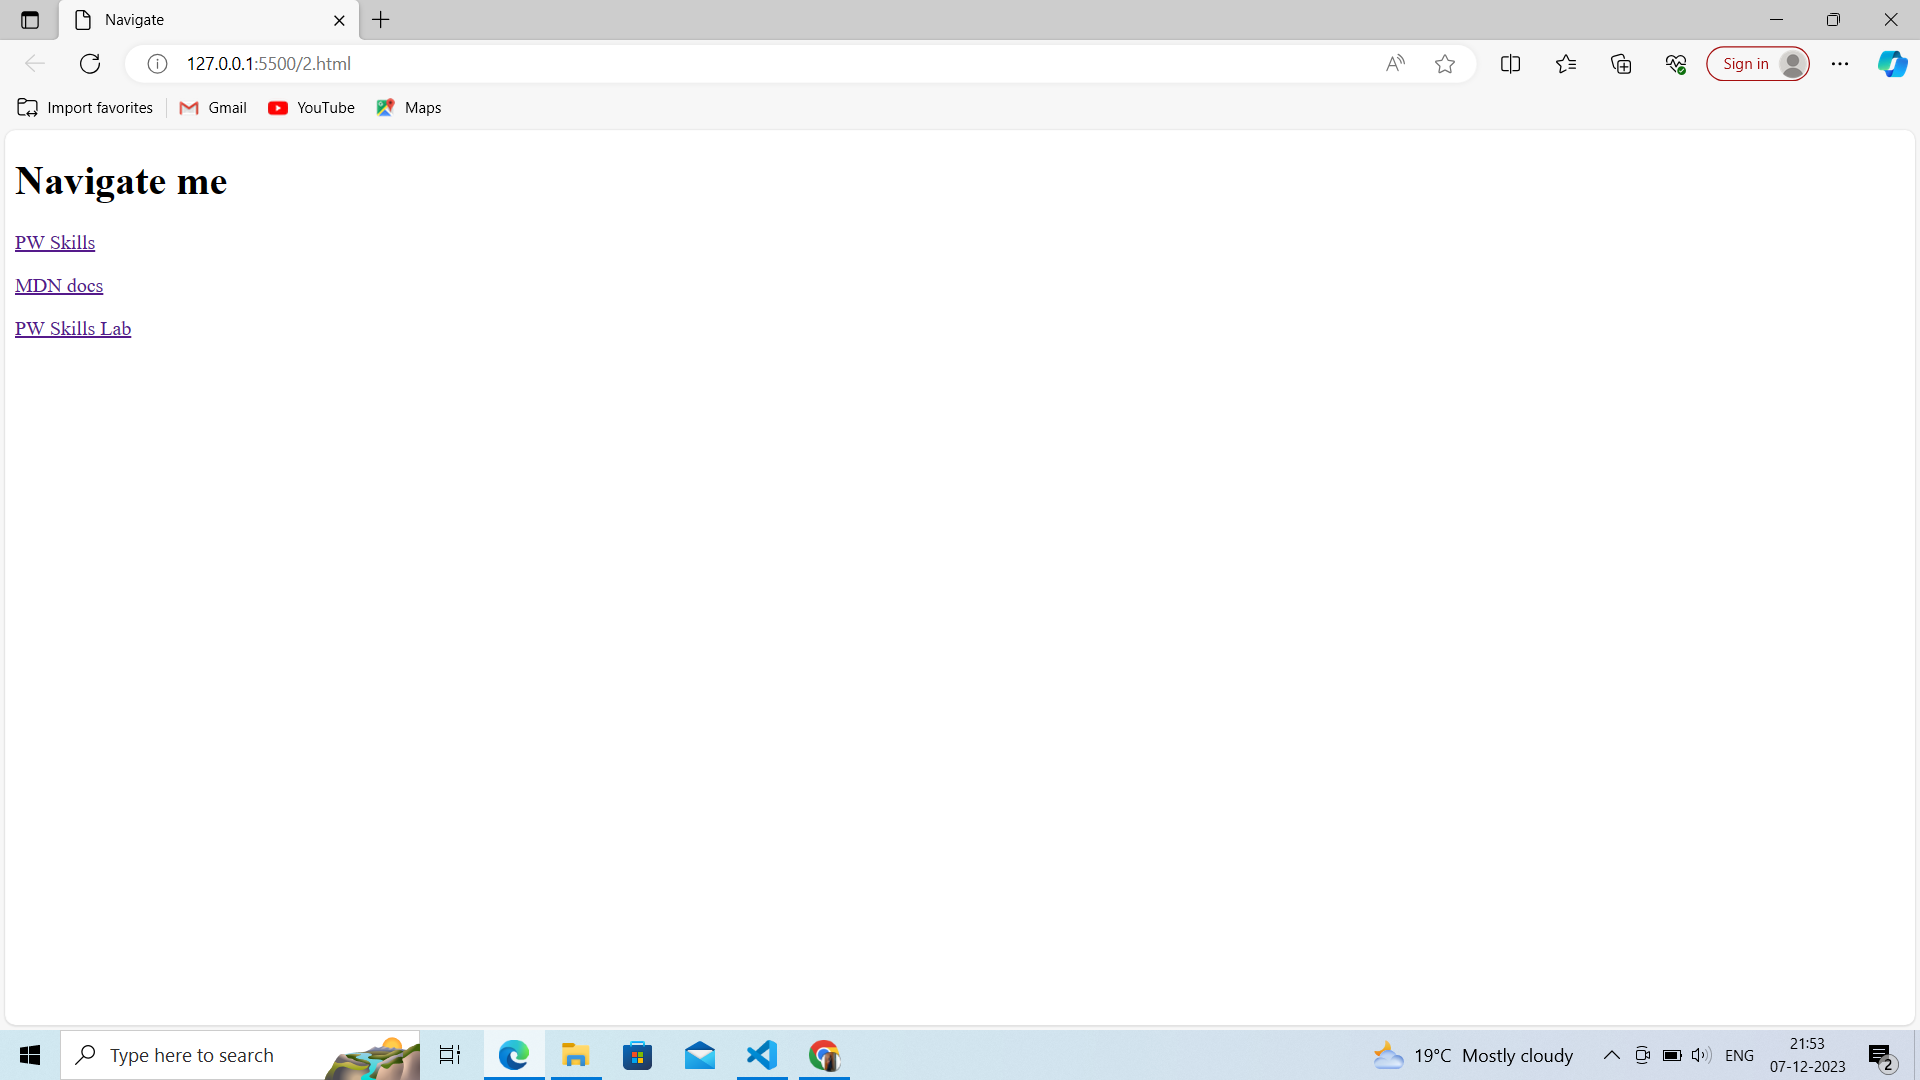 Navigate
127.0.0.1:5500/2.html
Sign in
Import favorites
Gmail
YouTube
Maps
Navigate me
PW Skills
MDN docs
PW Skills Lab
Type here to search
19°C Mostly cloudy
ENG
21:53
07-12-2023
2